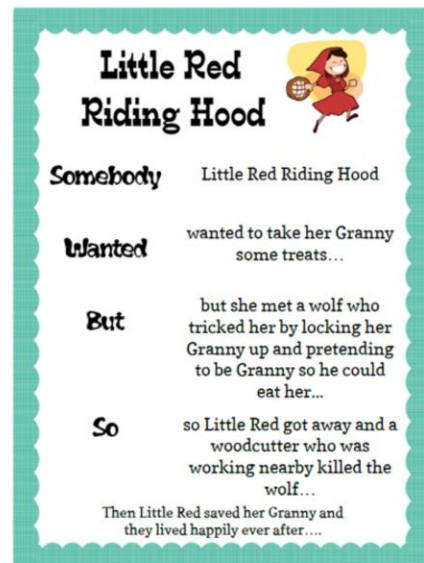 Little Red
Riding Hood
Somebody
Little Red Riding Hood
Wanted
wanted to take her Granny
some treats...
But
but she met a wolf who
tricked her by locking her
Granny up and pretending
to be Granny so he could
eat her...
So
so Little Red got away and a
woodcutter who was
working nearby killed the
wolf...
Then Little Red saved her Granny and
they lived happily ever after....